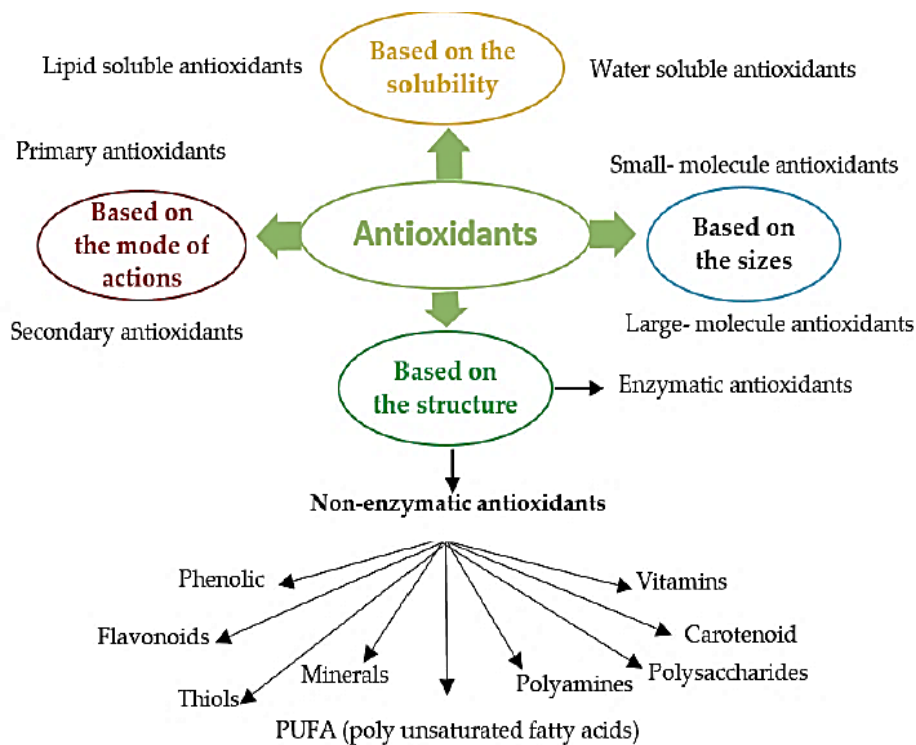 Lipid soluble antioxidants
Based on the
solubility
Water soluble antioxidants
Primary antioxidants
Small- molecule antioxidants
Based on
the mode of
actions
Antioxidants
Based on
the sizes
Secondary antioxidants
Large- molecule antioxidants
Based on
the structure
Enzymatic antioxidants
Non-enzymatic antioxidants
Phenolic
Vitamins
Flavonoids
Carotenoid
Minerals
Polysaccharides
Thiols
Polyamines
PUFA (poly unsaturated fatty acids)